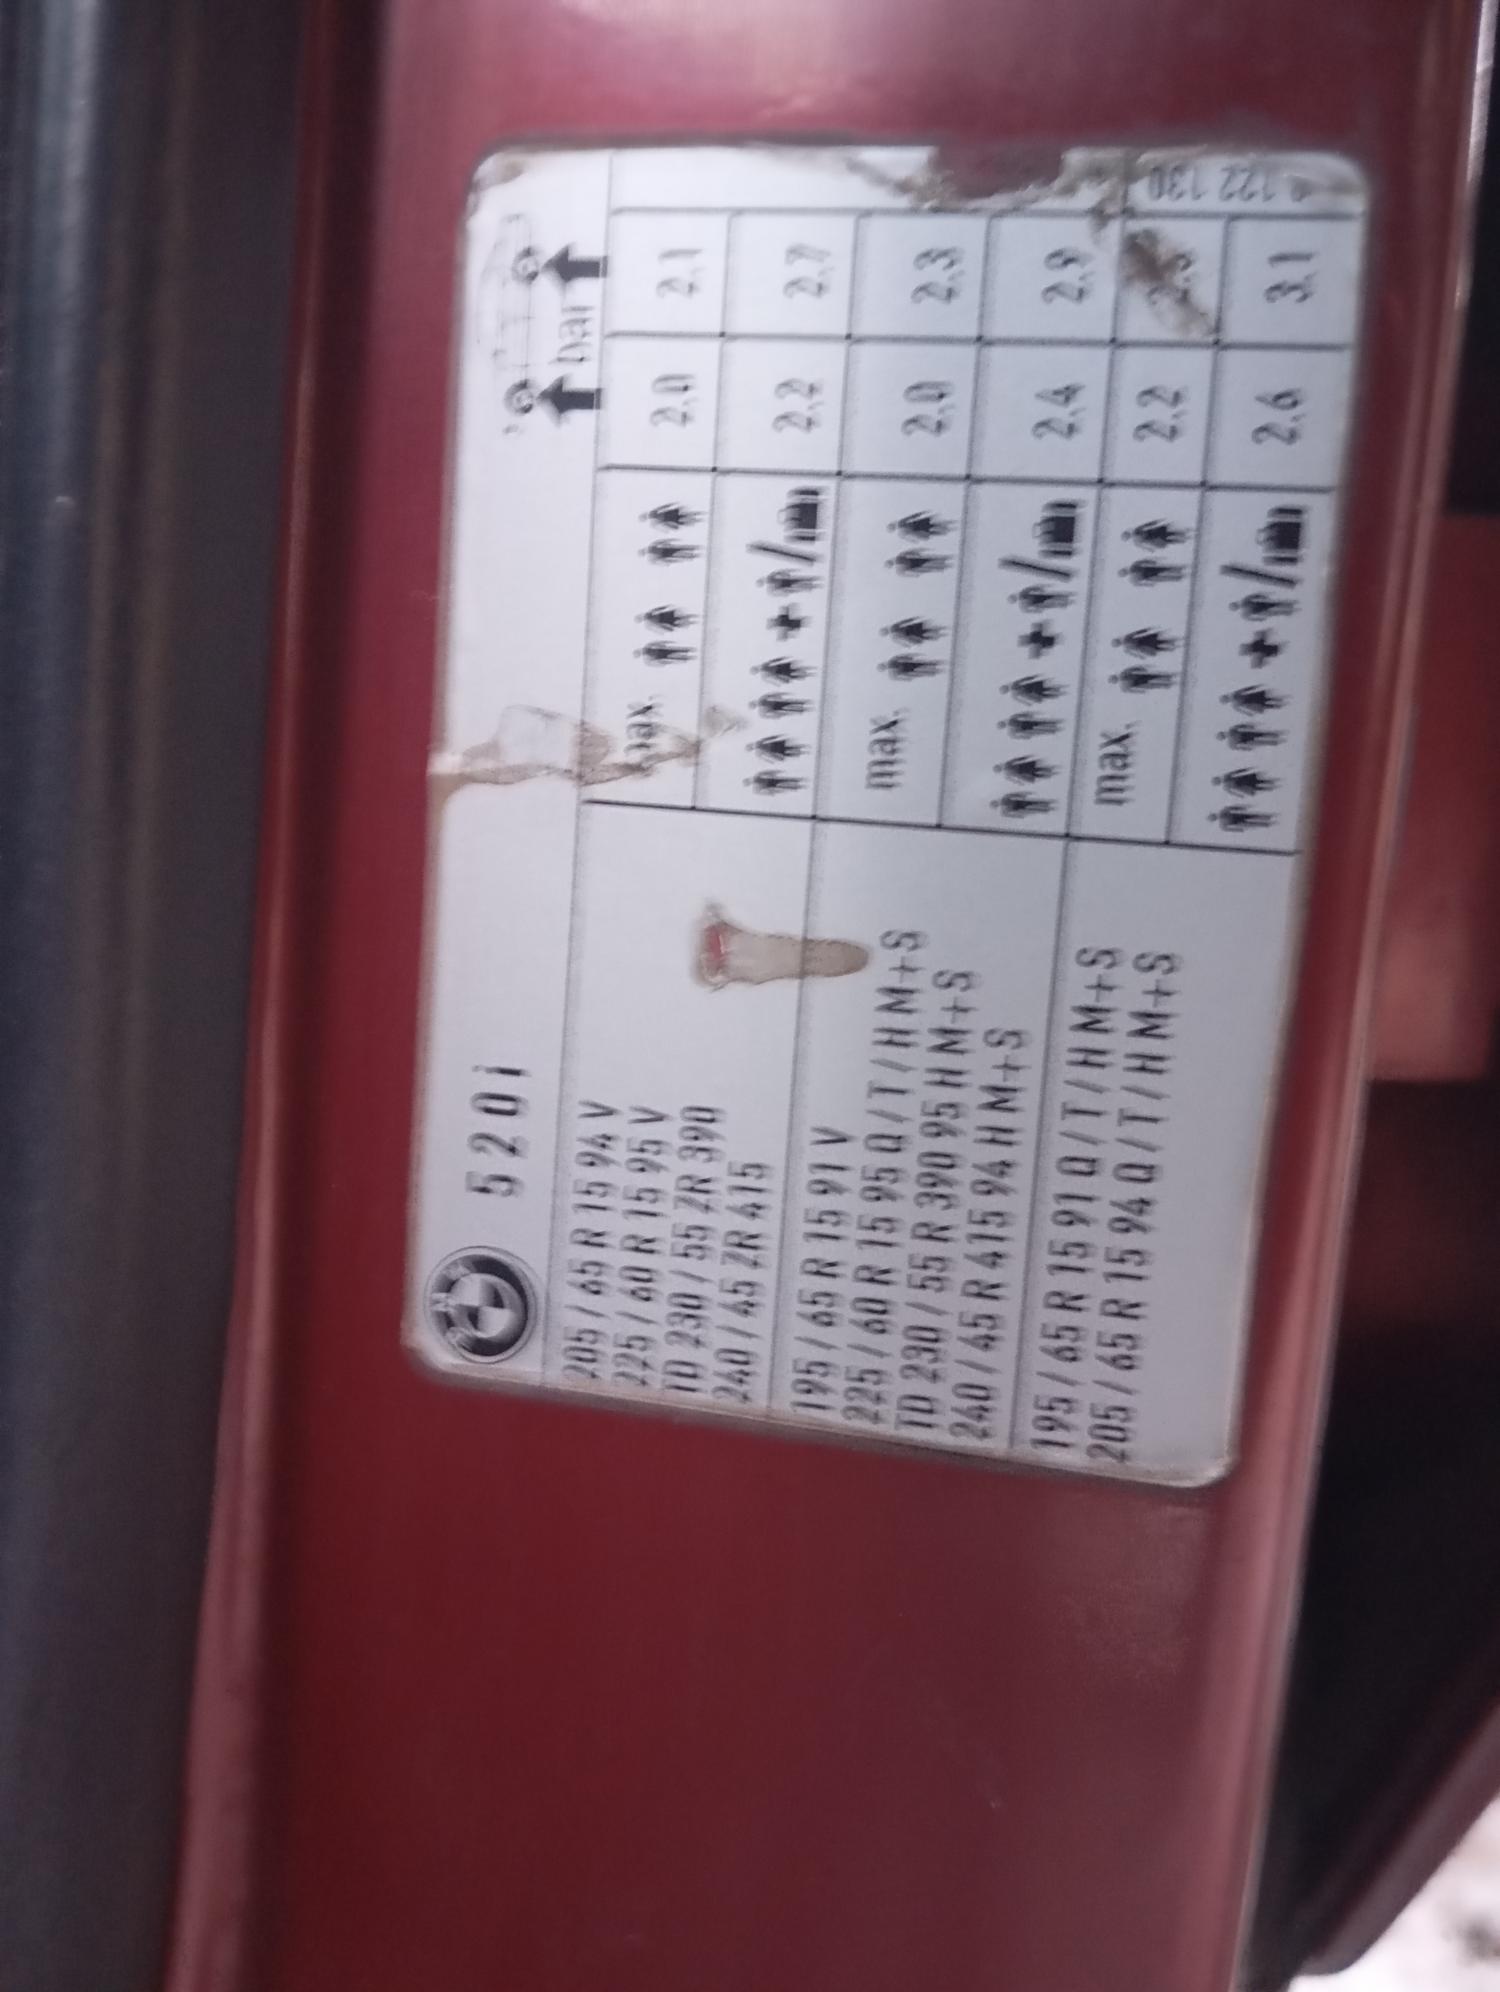 520i
bar
205/65 R 15 94 V
225/60 R 15 95 V
TD 230/55 ZR 390
240/45 ZR 415
max. 2.0 2.1
2.2 2.7
195/65 R 15 91 V
225/60 R 15 95 Q/T/H M+S
TD 230/55 R 390 95 H M+S
240/45 R 415 94 H M+S
max. 2.0 2.3
2.4 2.9
195/65 R 15 91 Q/T/H M+S
205/65 R 15 94 Q/T/H M+S
max. 2.2
2.6 3.1
122 130